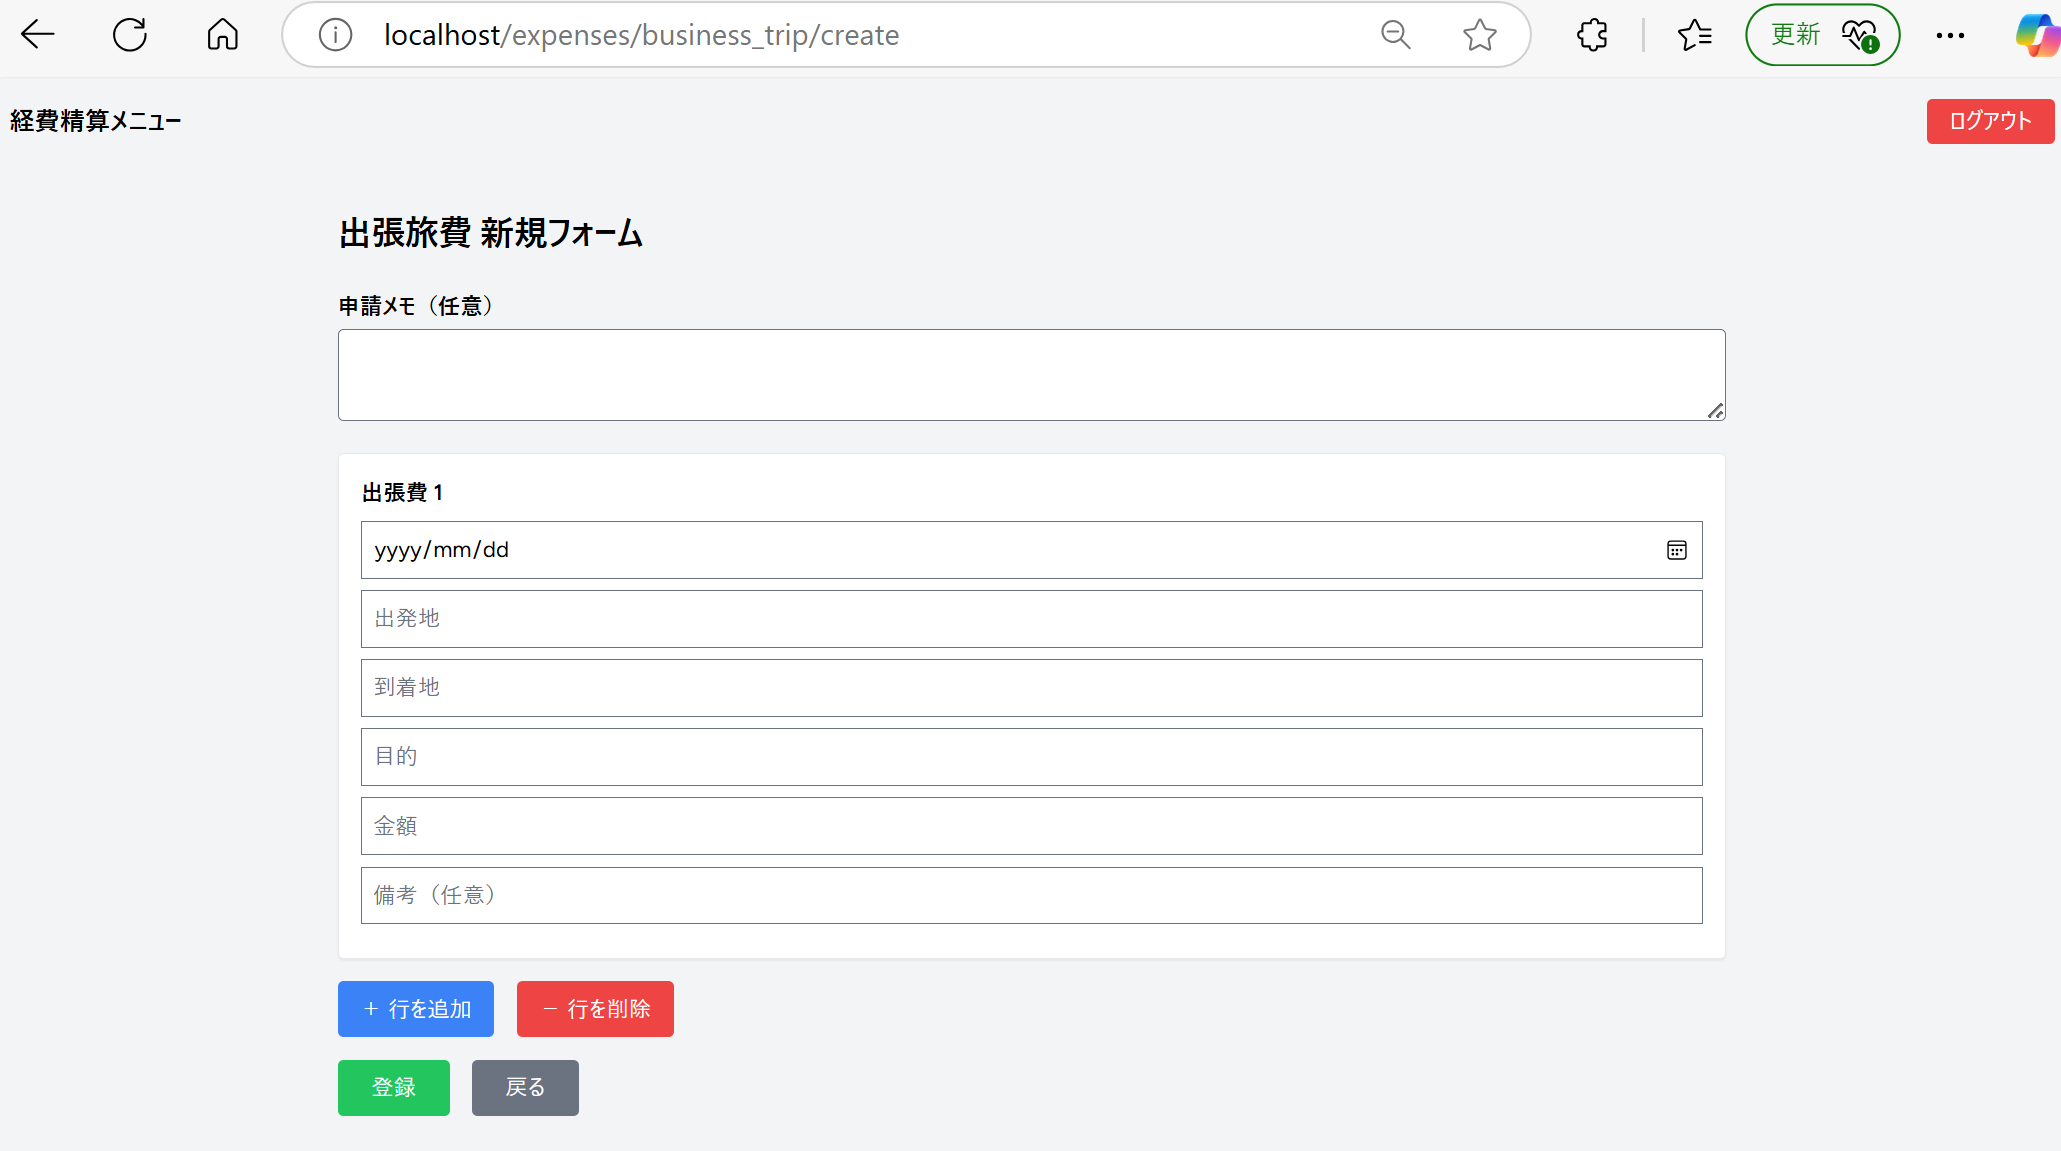 localhost/expenses/business_trip/create
更新
経費精算メニュー
ログアウト
出張旅費 新規フォーム
申請メモ（任意）
出張費 1
yyyy/mm/dd
出発地
到着地
目的
金額
備考（任意）
＋ 行を追加
－ 行を削除
登録
戻る